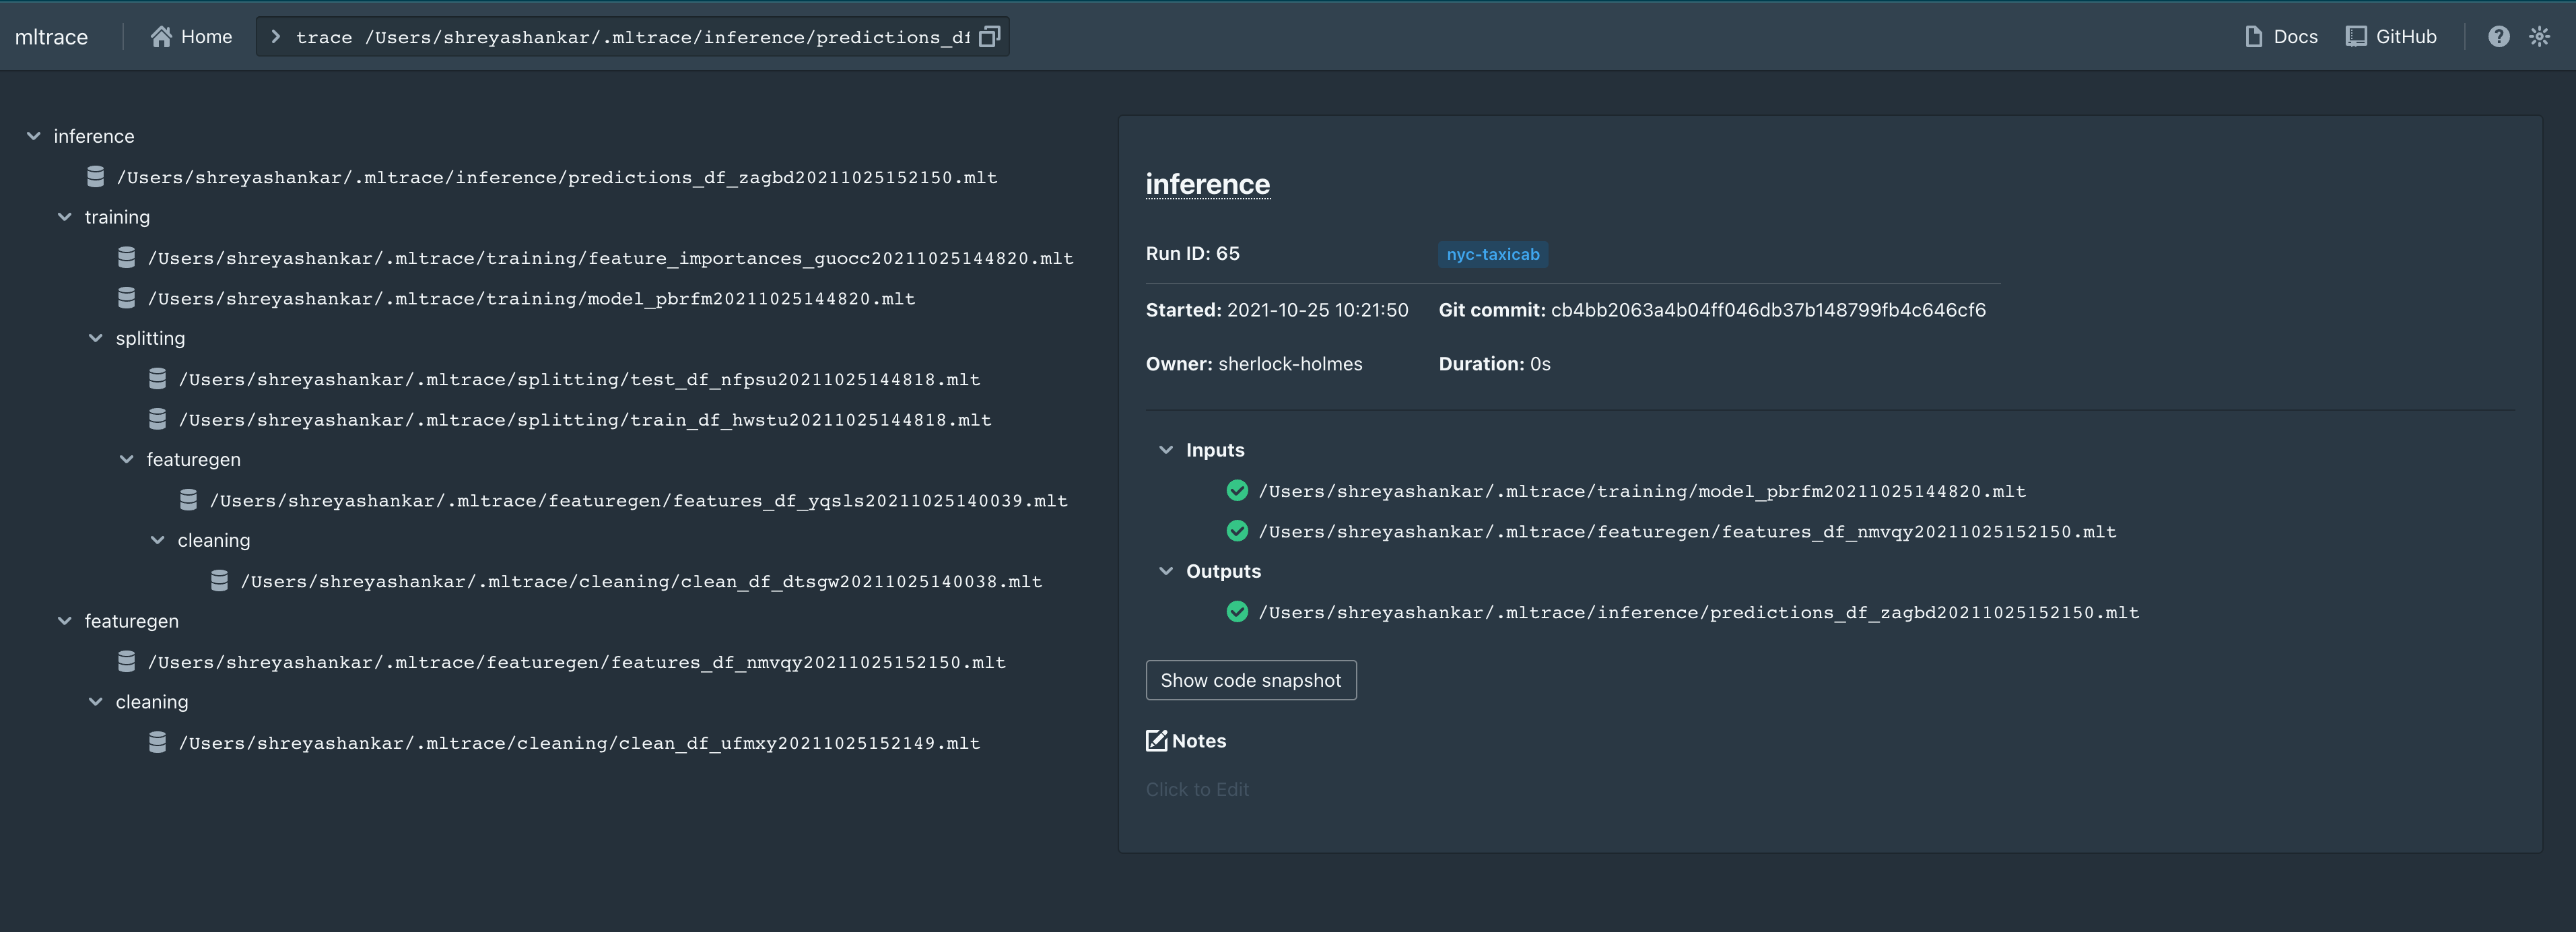 mltrace Home trace /Users/shreyashankar/.mltrace/inference/predictions_df Docs GitHub
inference
/Users/shreyashankar/.mltrace/inference/predictions_df_zagbd20211025152150.mlt
training
/Users/shreyashankar/.mltrace/training/feature_importances_guocc20211025144820.mlt
/Users/shreyashankar/.mltrace/training/model_pbrfm20211025144820.mlt
splitting
/Users/shreyashankar/.mltrace/splitting/test_df_nfpsu20211025144818.mlt
/Users/shreyashankar/.mltrace/splitting/train_df_hwstu20211025144818.mlt
featuregen
/Users/shreyashankar/.mltrace/featuregen/features_df_yqsls20211025140039.mlt
cleaning
/Users/shreyashankar/.mltrace/cleaning/clean_df_dtsgw20211025140038.mlt
featuregen
/Users/shreyashankar/.mltrace/featuregen/features_df_nmvqy20211025152150.mlt
cleaning
/Users/shreyashankar/.mltrace/cleaning/clean_df_ufmxy20211025152149.mlt
inference
Run ID: 65 nyc-taxicab
Started: 2021-10-25 10:21:50 Git commit: cb4bb2063a4b04ff046db37b148799fb4c646cf6
Owner: sherlock-holmes Duration: 0s
Inputs
/Users/shreyashankar/.mltrace/training/model_pbrfm20211025144820.mlt
/Users/shreyashankar/.mltrace/featuregen/features_df_nmvqy20211025152150.mlt
Outputs
/Users/shreyashankar/.mltrace/inference/predictions_df_zagbd20211025152150.mlt
Show code snapshot
Notes
Click to Edit